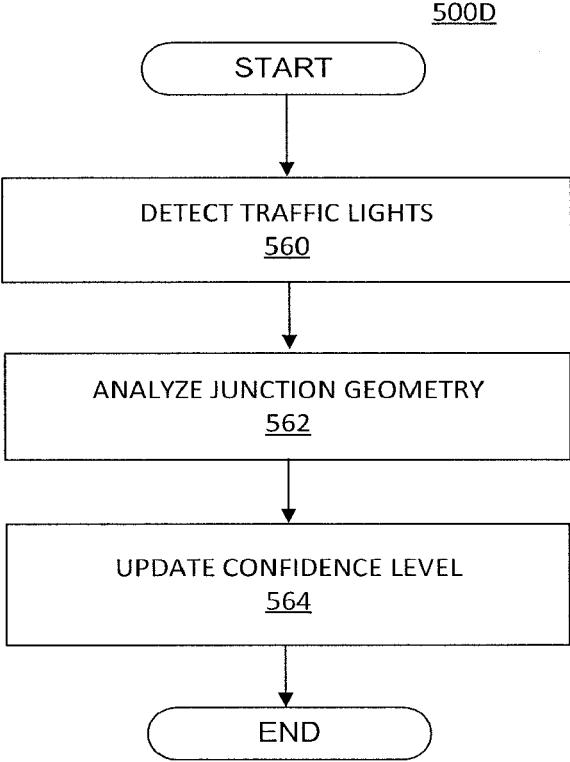 500D
START
DETECT TRAFFIC LIGHTS
560
ANALYZE JUNCTION GEOMETRY
562
UPDATE CONFIDENCE LEVEL
564
END